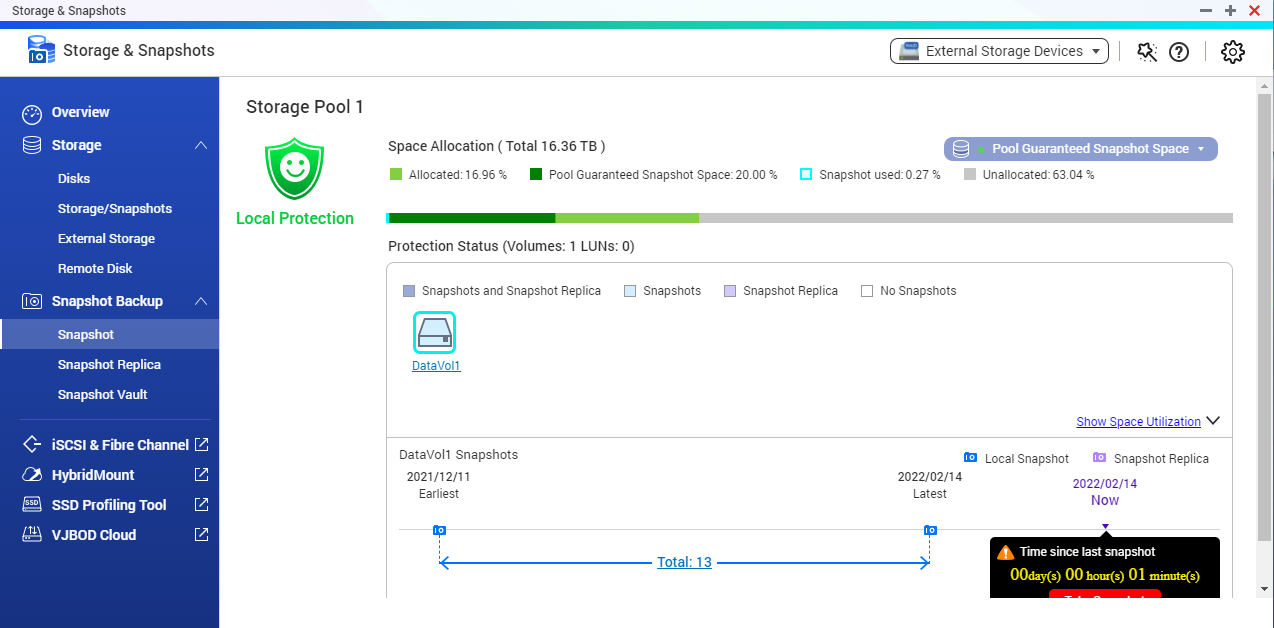 Storage & Snapshots
Storage & Snapshots
External Storage Devices
Overview
Storage
Disks
Storage/Snapshots
External Storage
Remote Disk
Snapshot Backup
Snapshot
Snapshot Replica
Snapshot Vault
iSCSI & Fibre Channel
HybridMount
SSD
SSD Profiling Tool
VJBOD Cloud
Storage Pool 1
Local Protection
Space Allocation ( Total 16.36 TB )
Pool Guaranteed Snapshot Space
Allocated: 16.96 % Pool Guaranteed Snapshot Space: 20.00 % Snapshot used: 0.27 % Unallocated: 63.04 %
Protection Status (Volumes: 1 LUNs: 0)
Snapshots and Snapshot Replica Snapshots Snapshot Replica No Snapshots
DataVol1
Show Space Utilization
DataVol1 Snapshots
Local Snapshot Snapshot Replica
2021/12/11
Earliest
2022/02/14
Latest
2022/02/14
Now
Total: 13
Time since last snapshot
00day(s) 00 hour(s) 01 minute(s)